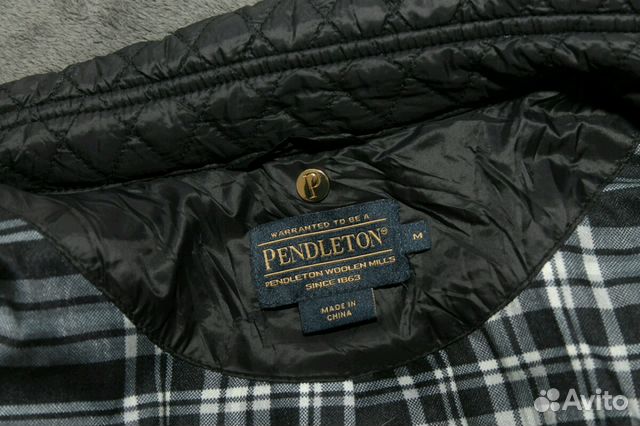 P
WARRANTED TO BE A
PENDLETON®
M
PENDLETON WOOLEN MILLS
SINCE 1863
MADE IN
CHINA
Avito